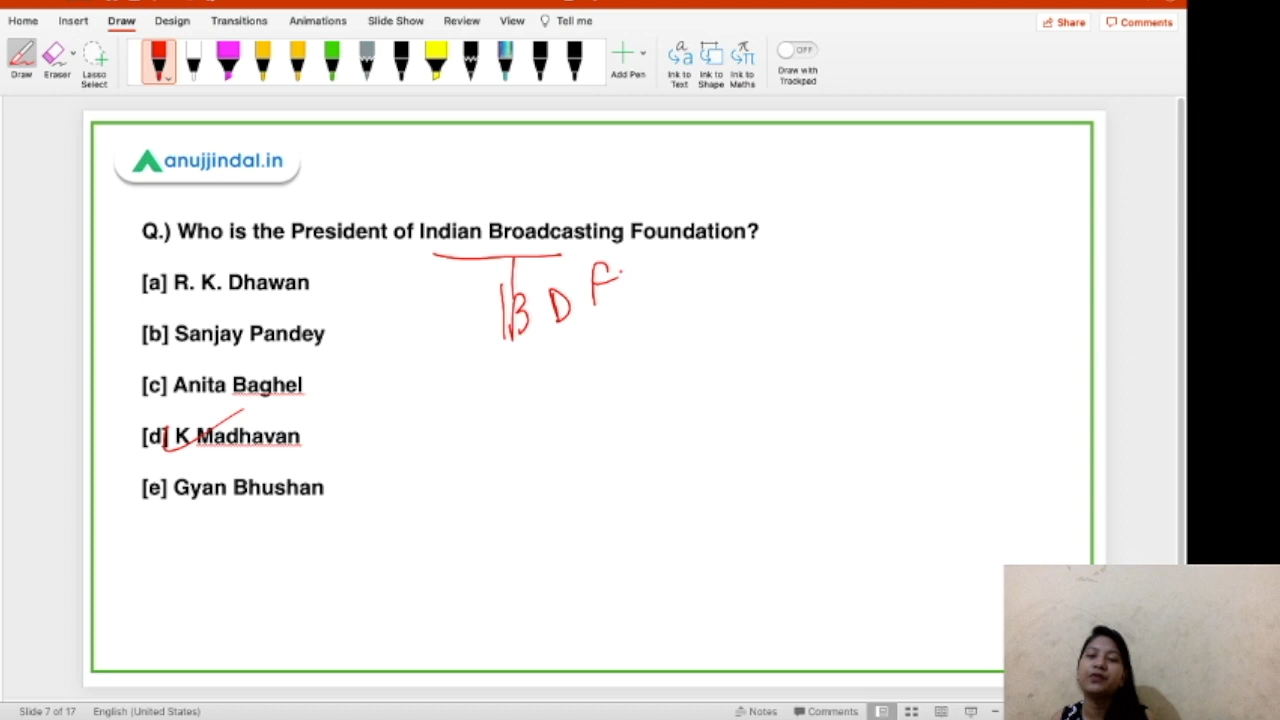 Home Insert Draw Design Transitions Animations Slide Show Review View Tell me Share Comments
Draw Eraser Lasso Select Add Pen Ink to Text Ink to Shape Ink to Maths OFF Draw with Trackpad
anujjindal.in
Q.) Who is the President of Indian Broadcasting Foundation?
[a] R. K. Dhawan
IBDF
[b] Sanjay Pandey
[c] Anita Baghel
[d] K Madhavan
[e] Gyan Bhushan
Slide 7 of 17 English (United States) Notes Comments